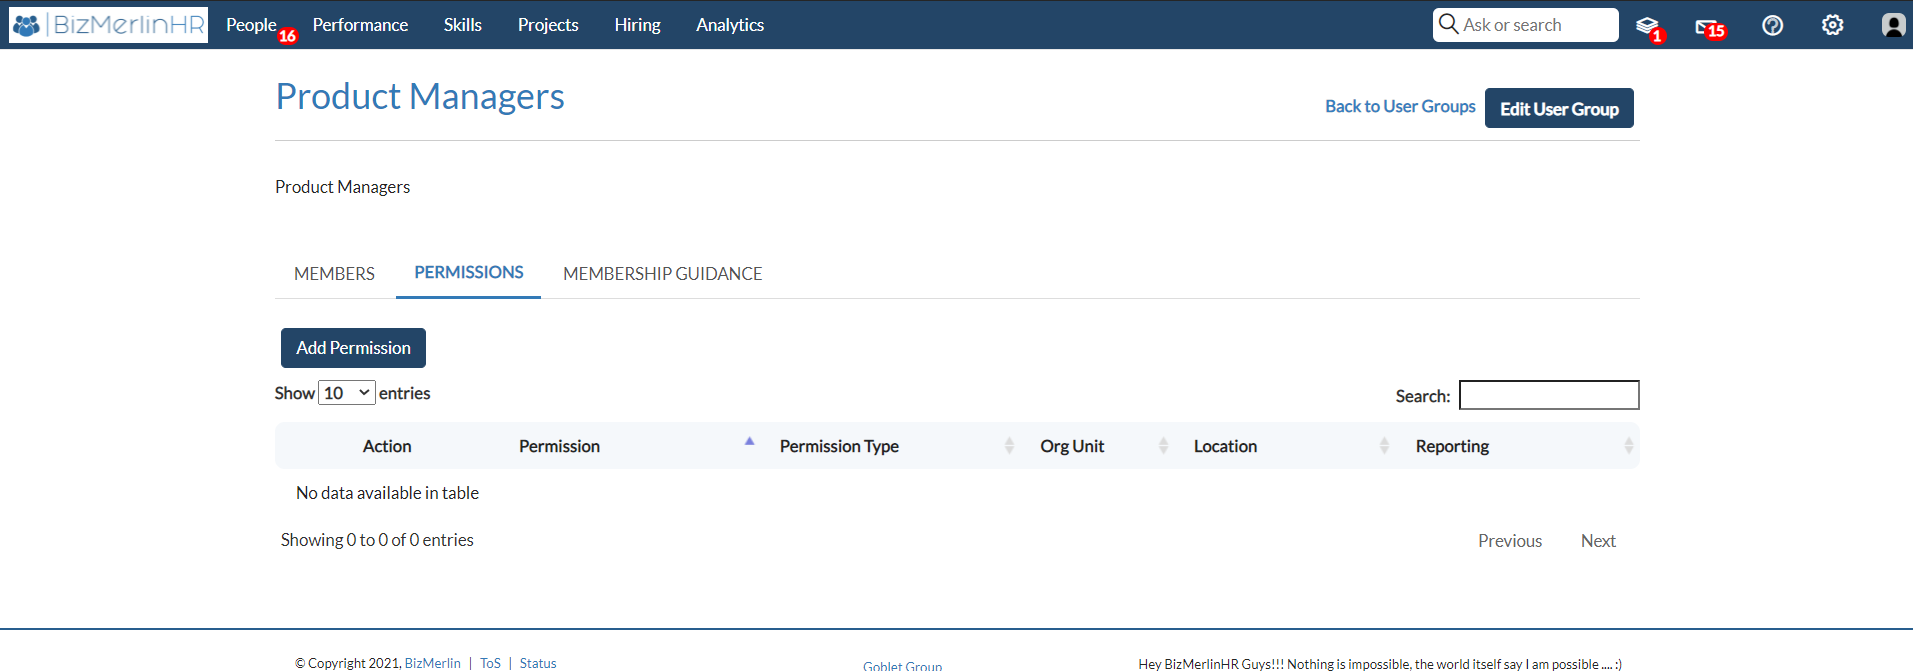 BizMerlinHR People 16 Performance Skills Projects Hiring Analytics Ask or search 1 15
Product Managers
Back to User Groups Edit User Group
Product Managers
MEMBERS PERMISSIONS MEMBERSHIP GUIDANCE
Add Permission
Show 10 entries Search:
Action Permission Permission Type Org Unit Location Reporting
No data available in table
Showing 0 to 0 of 0 entries Previous Next
© Copyright 2021, BizMerlin | ToS | Status Goblet Group Hey BizMerlinHR Guys!!! Nothing is impossible, the world itself say I am possible .... :)